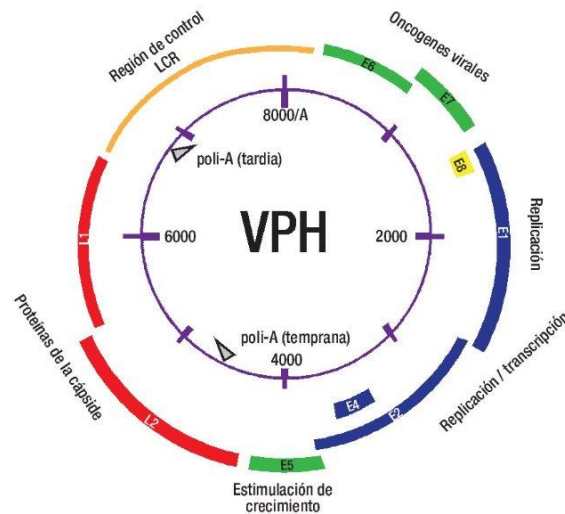 Región de control
LCR
Oncogenes virales
E6
E7
8000/A
E8
poli-A (tardia)
L1
6000
VPH
2000
E1
Replicación
poli-A (temprana)
4000
Proteínas de la cápside
Replicación / transcripción
E4
E2
L2
E5
Estimulación de
crecimiento